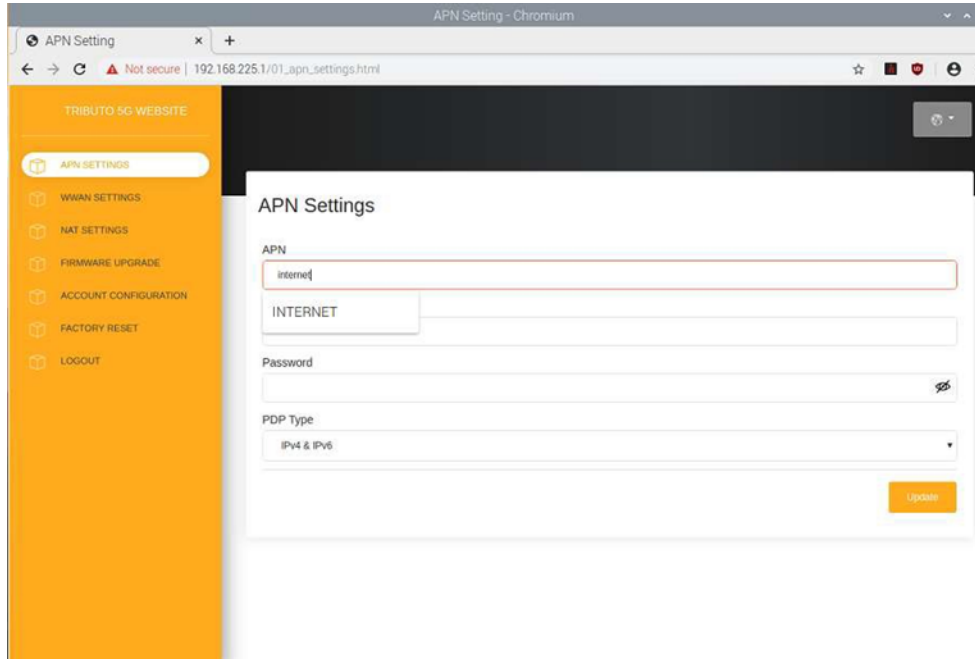 APN Setting - Chromium
APN Setting
Not secure | 192.168.225.1/01_apn_settings.html
TRIBUTO 5G WEBSITE
APN SETTINGS
WWAN SETTINGS
NAT SETTINGS
FIRMWARE UPGRADE
ACCOUNT CONFIGURATION
FACTORY RESET
LOGOUT
APN Settings
APN
internet
INTERNET
Password
PDP Type
IPv4 & IPv6
Update